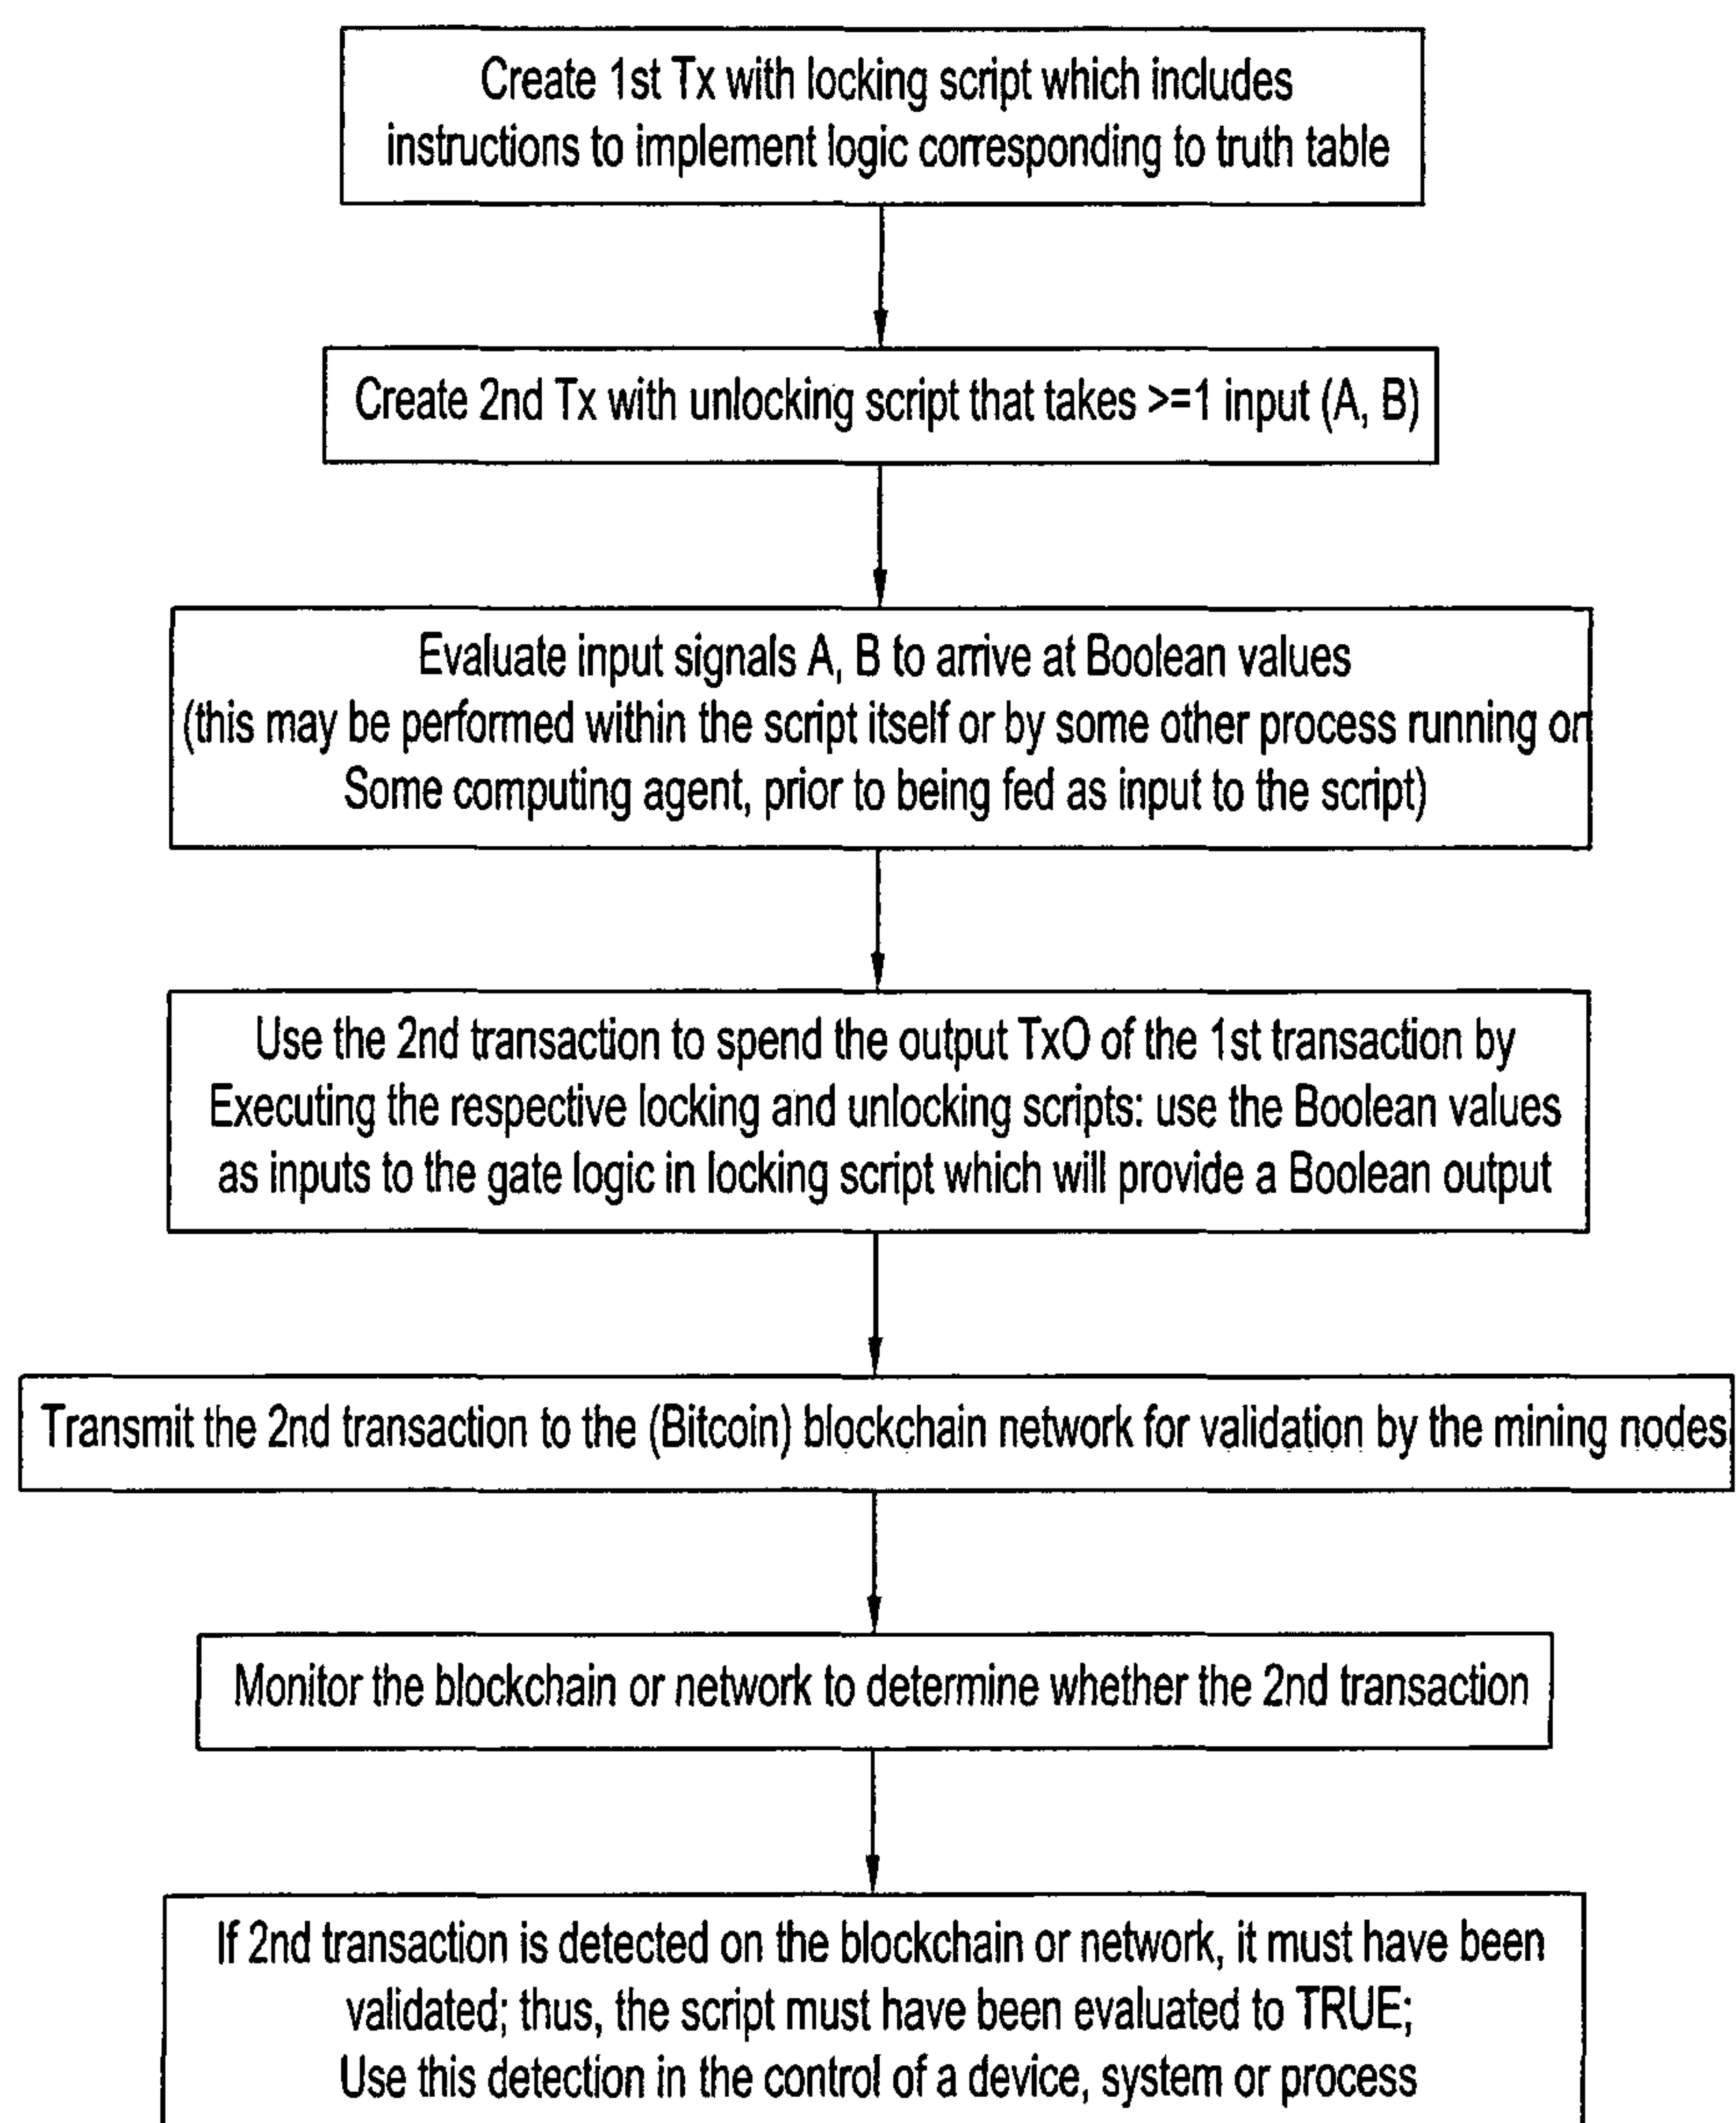 Create 1st Tx with locking script which includes
instructions to implement logic corresponding to truth table
Create 2nd Tx with unlocking script that takes >=1 input (A, B)
Evaluate input signals A, B to arrive at Boolean values
(this may be performed within the script itself or by some other process running on
Some computing agent, prior to being fed as input to the script)
Use the 2nd transaction to spend the output TxO of the 1st transaction by
Executing the respective locking and unlocking scripts: use the Boolean values
as inputs to the gate logic in locking script which will provide a Boolean output
Transmit the 2nd transaction to the (Bitcoin) blockchain network for validation by the mining nodes
Monitor the blockchain or network to determine whether the 2nd transaction
If 2nd transaction is detected on the blockchain or network, it must have been
validated; thus, the script must have been evaluated to TRUE;
Use this detection in the control of a device, system or process